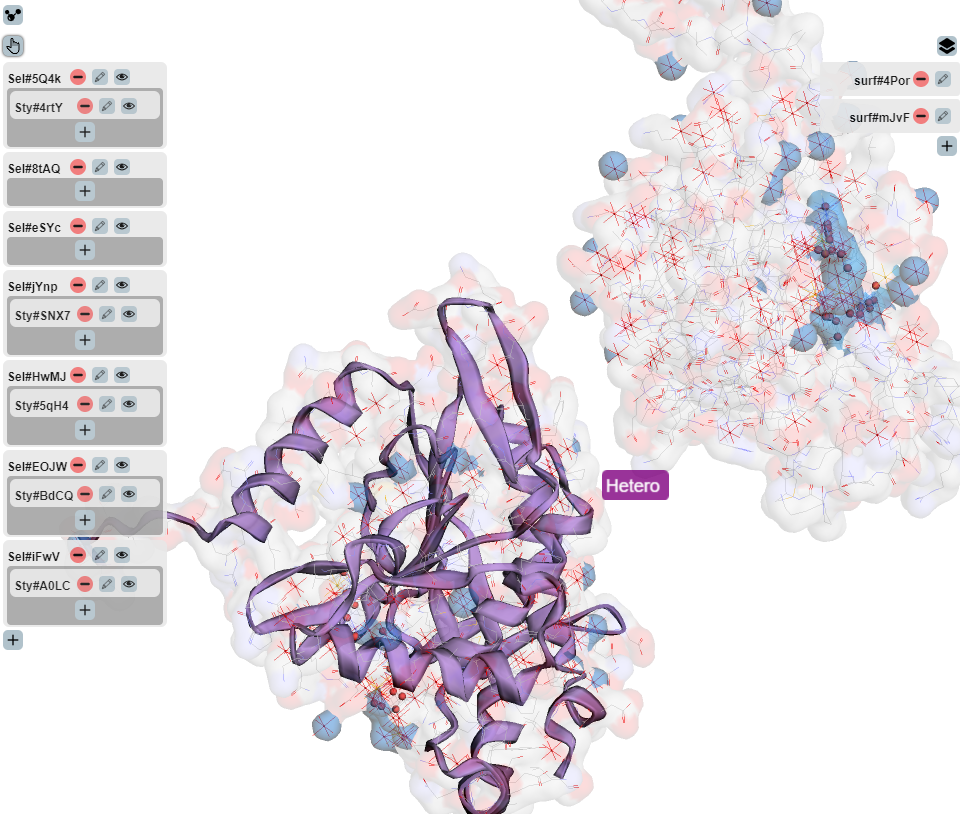 Sel#5Q4k
Sty#4rtY
Sel#8tAQ
Sel#eSYc
Sel#jYnp
Sty#SNX7
Sel#HwMJ
Sty#5qH4
Sel#EOJW
Sty#BdCQ
Sel#iFwV
Sty#A0LC
surf#4Por
surf#mJvF
Hetero